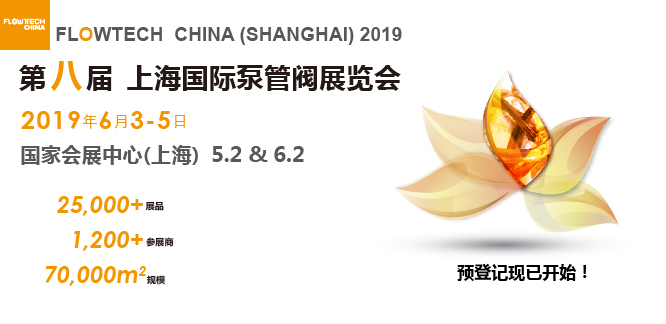 FLOWTECH
CHINA
FLOWTECH CHINA (SHANGHAI) 2019
第八届 上海国际泵管阀展览会
2019年6月3-5日
国家会展中心(上海) 5.2 & 6.2
25,000+展品
1,200+参展商
70,000m²规模
预登记现已开始！